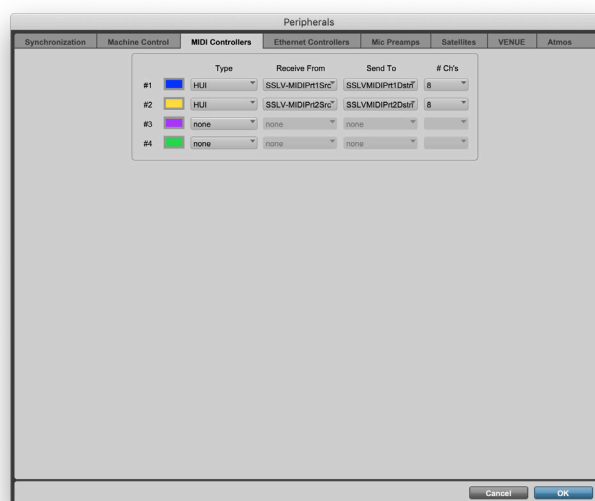 Peripherals
Synchronization Machine Control MIDI Controllers Ethernet Controllers Mic Preamps Satellites VENUE Atmos
Type Receive From Send To # Ch's
#1 HUI SSLV-MIDIPrt1Src SSLVMIDIPrt1Dstn 8
#2 HUI SSLV-MIDIPrt2Src SSLVMIDIPrt2Dstn 8
#3 none none none
#4 none none none
Cancel OK